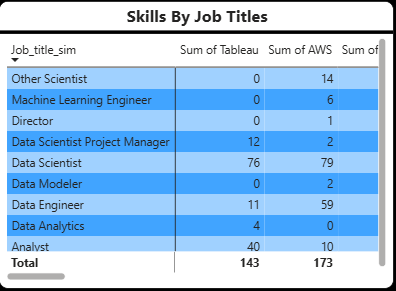 Skills By Job Titles
Job_title_sim Sum of Tableau Sum of AWS Sum of
Other Scientist 0 14
Machine Learning Engineer 0 6
Director 0 1
Data Scientist Project Manager 12 2
Data Scientist 76 79
Data Modeler 0 2
Data Engineer 11 59
Data Analytics 4 0
Analyst 40 10
Total 143 173